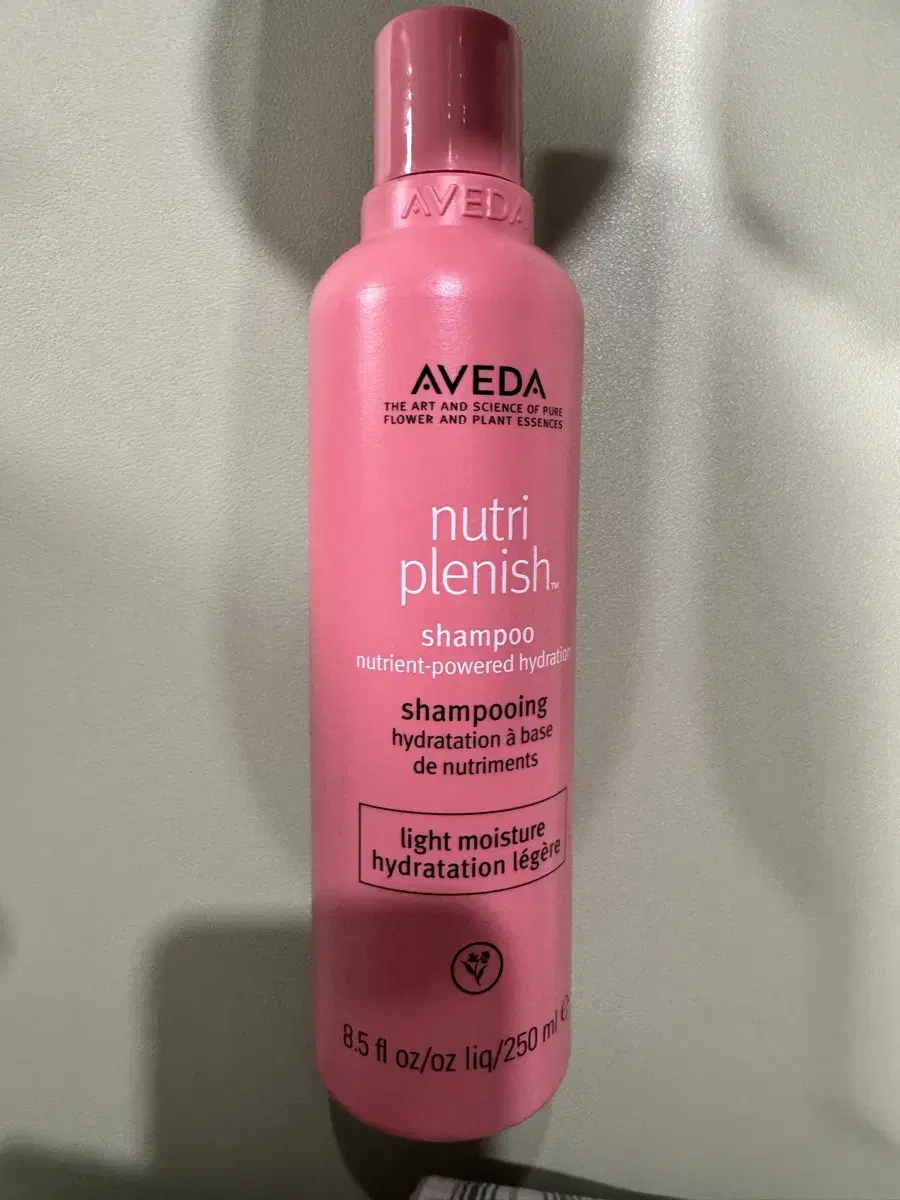 AVEDA
AVEDA
THE ART AND SCIENCE OF PURE
FLOWER AND PLANT ESSENCES
nutri
plenish™
shampoo
nutrient-powered hydration
shampooing
hydratation à base
de nutriments
light moisture
hydratation légère
8.5 fl oz/oz liq/250 ml e